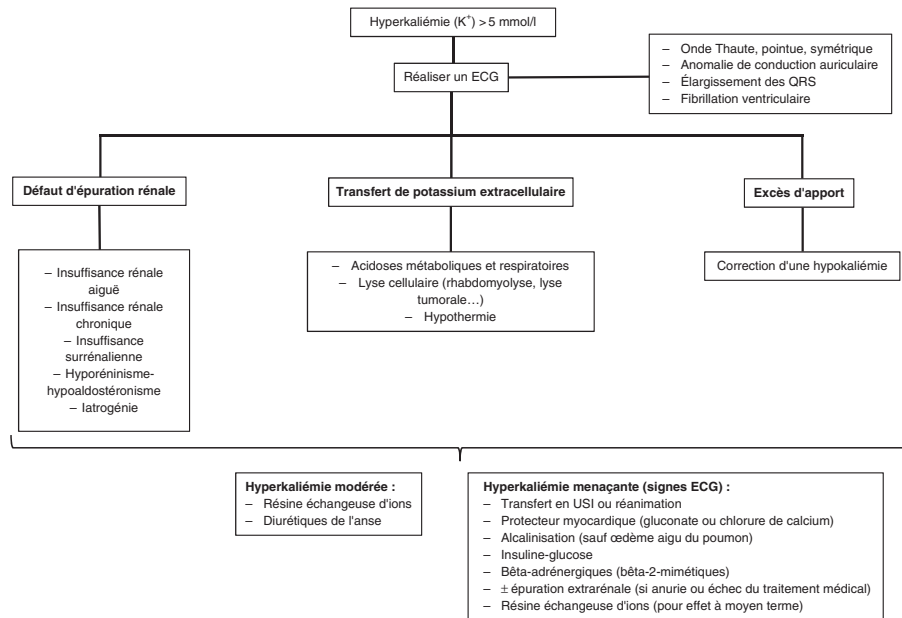 Hyperkaliémie (K⁺) > 5 mmol/l
Réaliser un ECG
– Onde Thaute, pointue, symétrique
– Anomalie de conduction auriculaire
– Élargissement des QRS
– Fibrillation ventriculaire
Défaut d'épuration rénale
Transfert de potassium extracellulaire
Excès d'apport
– Insuffisance rénale
aiguë
– Insuffisance rénale
chronique
– Insuffisance
surrénalienne
– Hyporéninisme-
hypoaldostéronisme
– Iatrogénie
– Acidoses métaboliques et respiratoires
– Lyse cellulaire (rhabdomyolyse, lyse
tumorale…)
– Hypothermie
Correction d'une hypokaliémie
Hyperkaliémie modérée :
– Résine échangeuse d'ions
– Diurétiques de l'anse
Hyperkaliémie menaçante (signes ECG) :
– Transfert en USI ou réanimation
– Protecteur myocardique (gluconate ou chlorure de calcium)
– Alcalinisation (sauf œdème aigu du poumon)
– Insuline-glucose
– Bêta-adrénergiques (bêta-2-mimétiques)
– ± épuration extrarénale (si anurie ou échec du traitement médical)
– Résine échangeuse d'ions (pour effet à moyen terme)